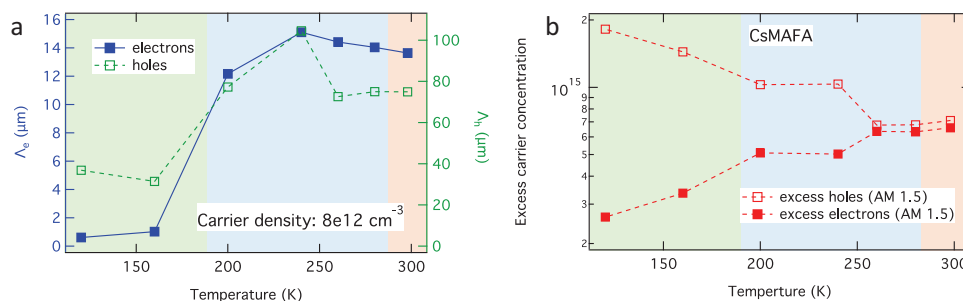 a
electrons
holes
Λe (μm)
16
14
12
10
8
6
4
2
0
Λh (μm)
100
80
60
40
20
0
Carrier density: 8e12 cm⁻³
150
200
250
300
Temperature (K)
b
CsMAFA
Excess carrier concentration
2
10¹⁵
9
8
7
6
5
4
3
2
excess holes (AM 1.5)
excess electrons (AM 1.5)
150
200
250
300
Temperture (K)